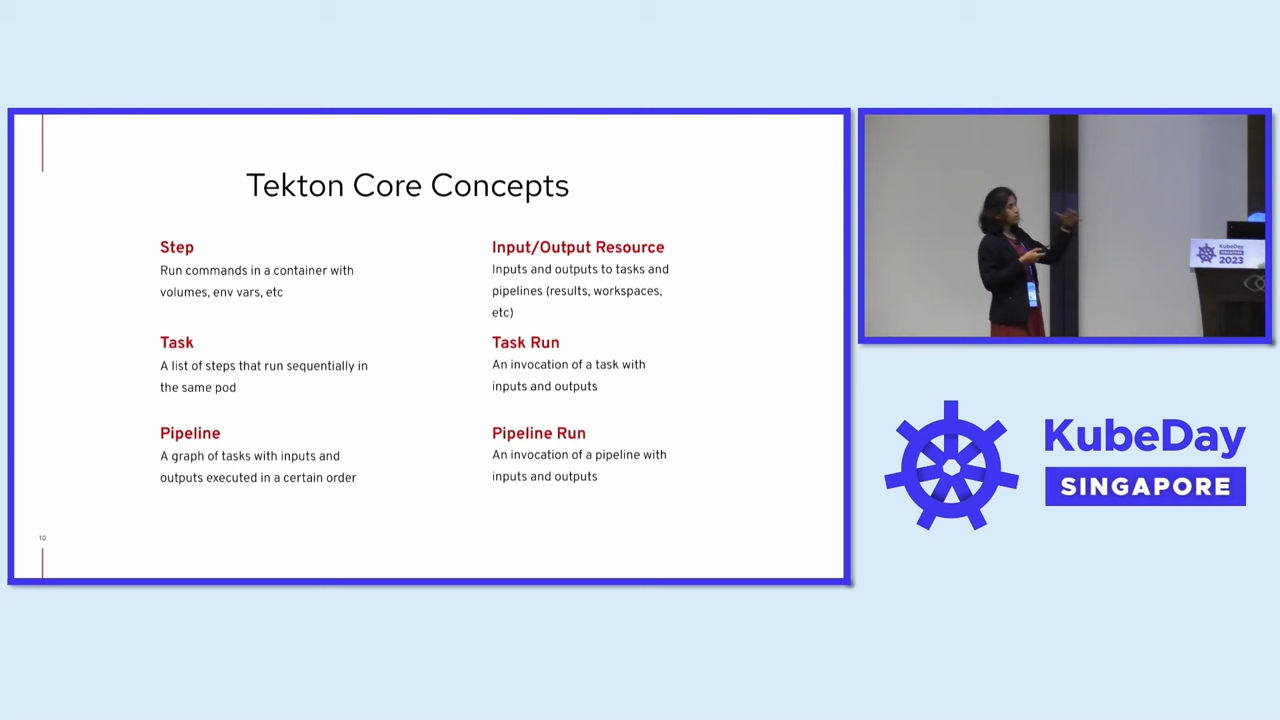 Tekton Core Concepts
Step
Run commands in a container with
volumes, env vars, etc
Task
A list of steps that run sequentially in
the same pod
Pipeline
A graph of tasks with inputs and
outputs executed in a certain order
Input/Output Resource
Inputs and outputs to tasks and
pipelines (results, workspaces,
etc)
Task Run
An invocation of a task with
inputs and outputs
Pipeline Run
An invocation of a pipeline with
inputs and outputs
10
KubeDay
SINGAPORE
2023
KubeDay
SINGAPORE